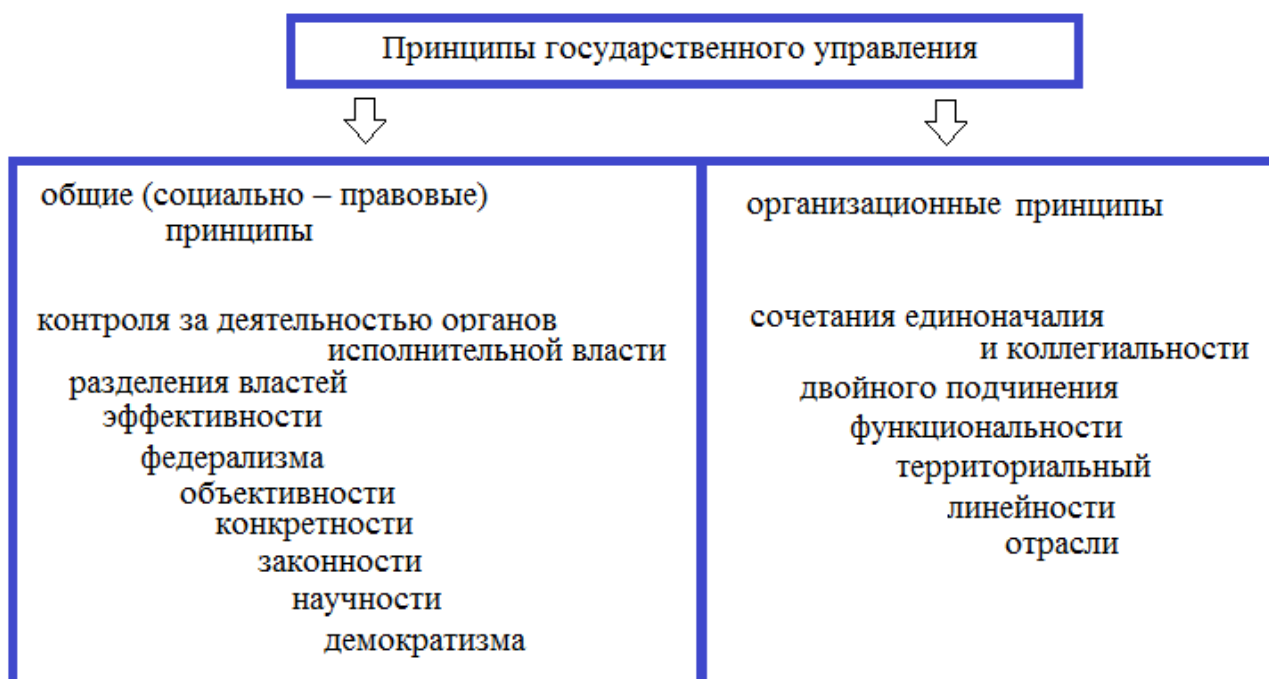 Принципы государственного управления
общие (социально – правовые)
принципы
контроля за деятельностью органов
исполнительной власти
разделения властей
эффективности
федерализма
объективности
конкретности
законности
научности
демократизма
организационные принципы
сочетания единоначалия
и коллегиальности
двойного подчинения
функциональности
территориальный
линейности
отрасли